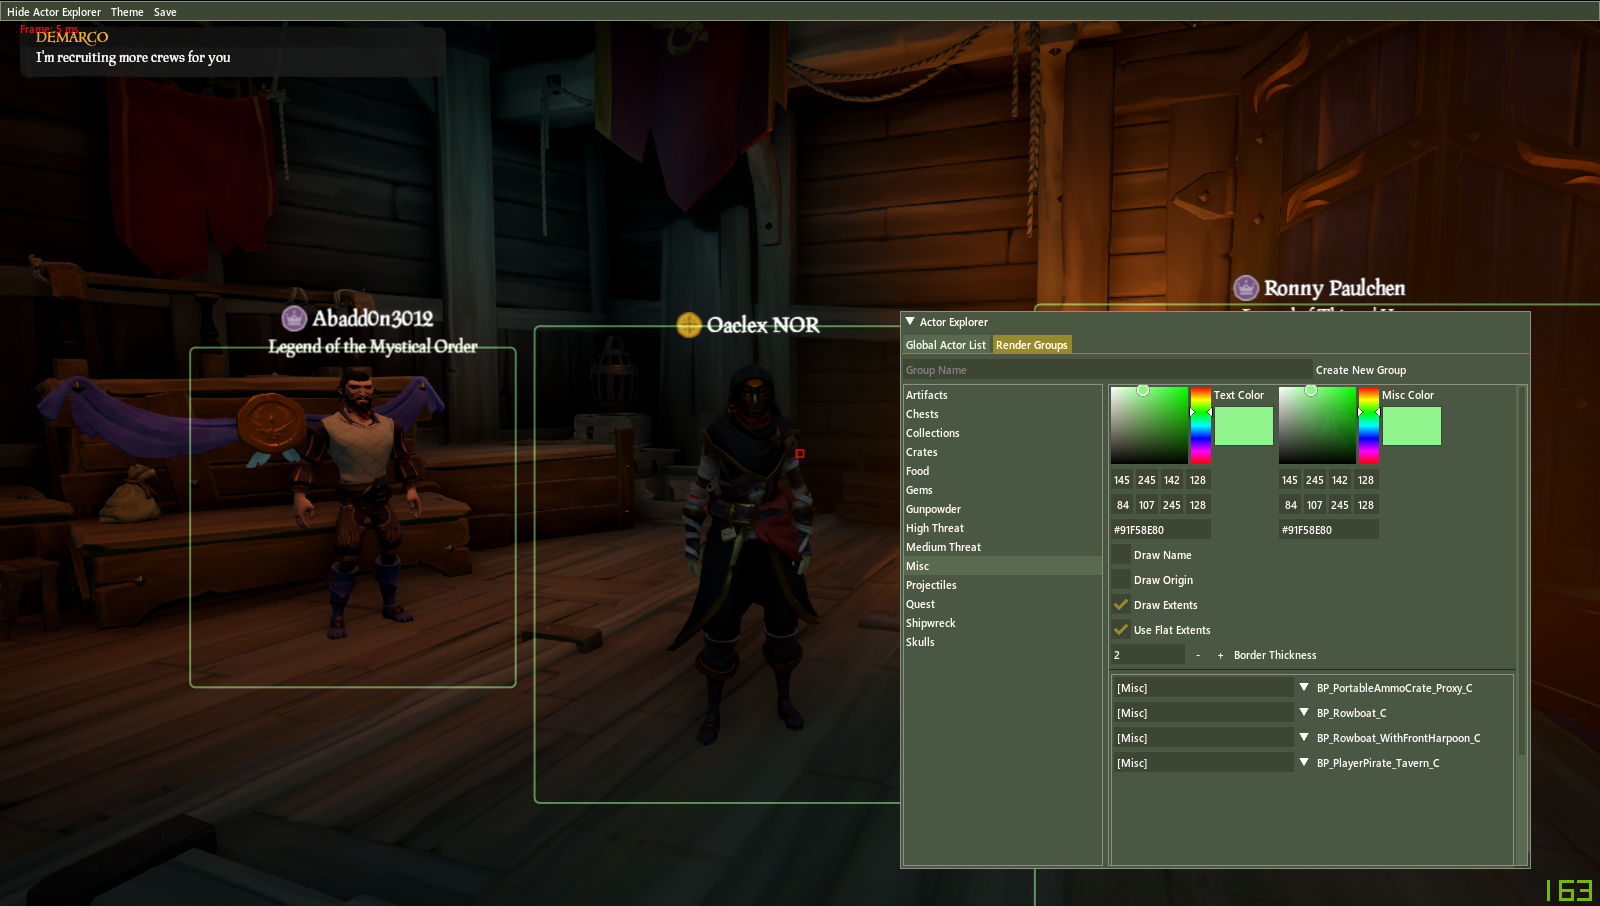 Hide Actor Explorer Theme Save
Frame: 5 ms
DEMARCO
I'm recruiting more crews for you
Abadd0n3012
Legend of the Mystical Order
Oaclex NOR
Ronny Paulchen
Actor Explorer
Global Actor List Render Groups
Group Name Create New Group
Artifacts
Chests
Collections
Crates
Food
Gems
Gunpowder
High Threat
Medium Threat
Misc
Projectiles
Quest
Shipwreck
Skulls
Text Color Misc Color
145 245 142 128 145 245 142 128
84 107 245 128 84 107 245 128
#91F58E80 #91F58E80
Draw Name
Draw Origin
Draw Extents
Use Flat Extents
2 - + Border Thickness
[Misc] BP_PortableAmmoCrate_Proxy_C
[Misc] BP_Rowboat_C
[Misc] BP_Rowboat_WithFrontHarpoon_C
[Misc] BP_PlayerPirate_Tavern_C
163